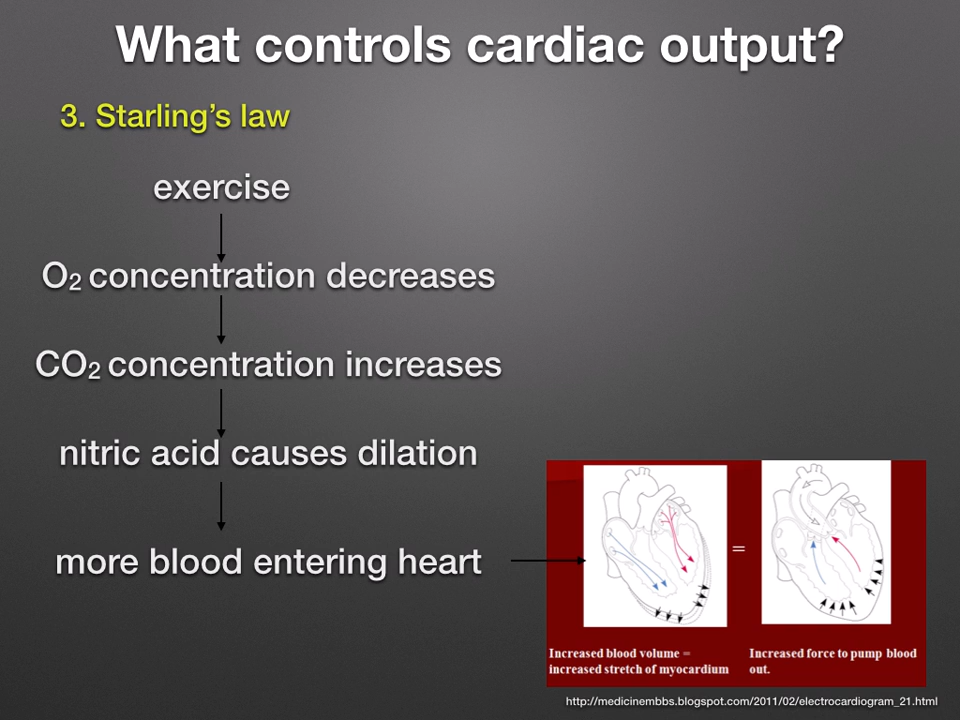 What controls cardiac output?
3. Starling's law
exercise
O₂ concentration decreases
CO₂ concentration increases
nitric acid causes dilation
more blood entering heart
=
Increased blood volume =
increased stretch of myocardium
Increased force to pump blood
out.
http://medicinembbs.blogspot.com/2011/02/electrocardiogram_21.html